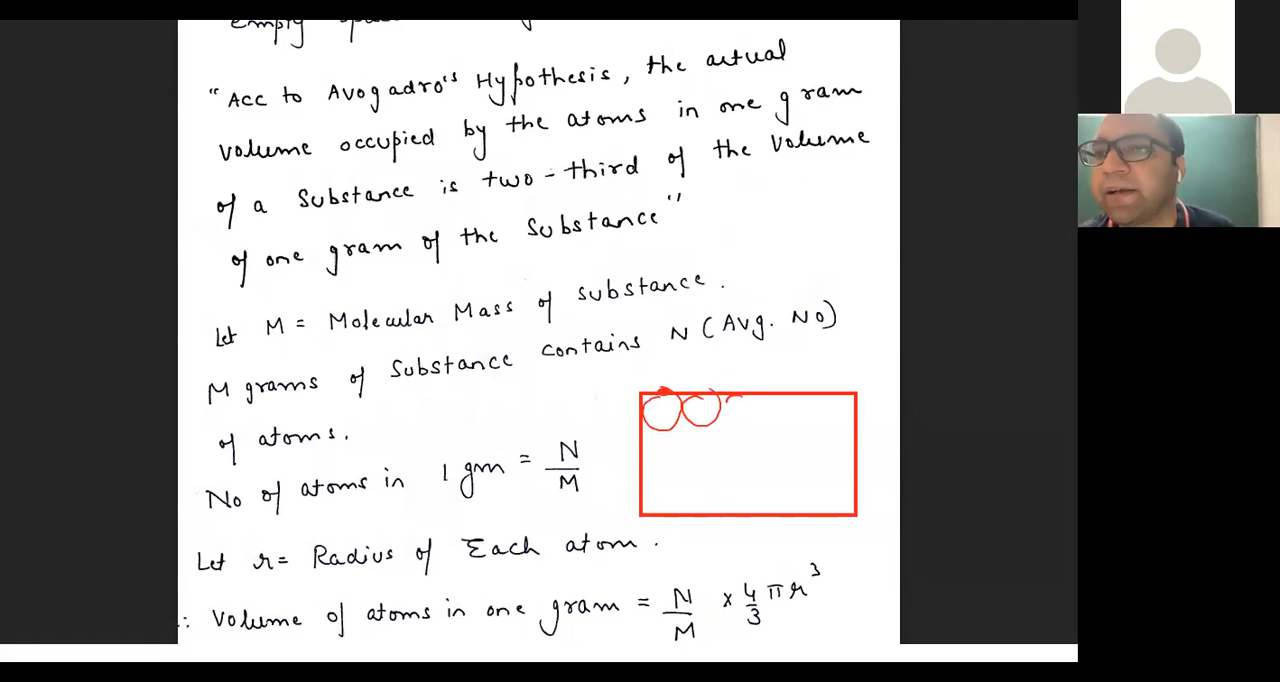 Empty
"Acc to Avogadro's Hypothesis, the actual
volume occupied by the atoms in one gram
of a substance is two-third of the volume
of one gram of the substance"
Let M = Molecular Mass of substance.
M grams of substance contains N (Avg. No)
of atoms.
No of atoms in 1 gm = N/M
Let r = Radius of Each atom.
∴ Volume of atoms in one gram = N/M × 4/3 πr³